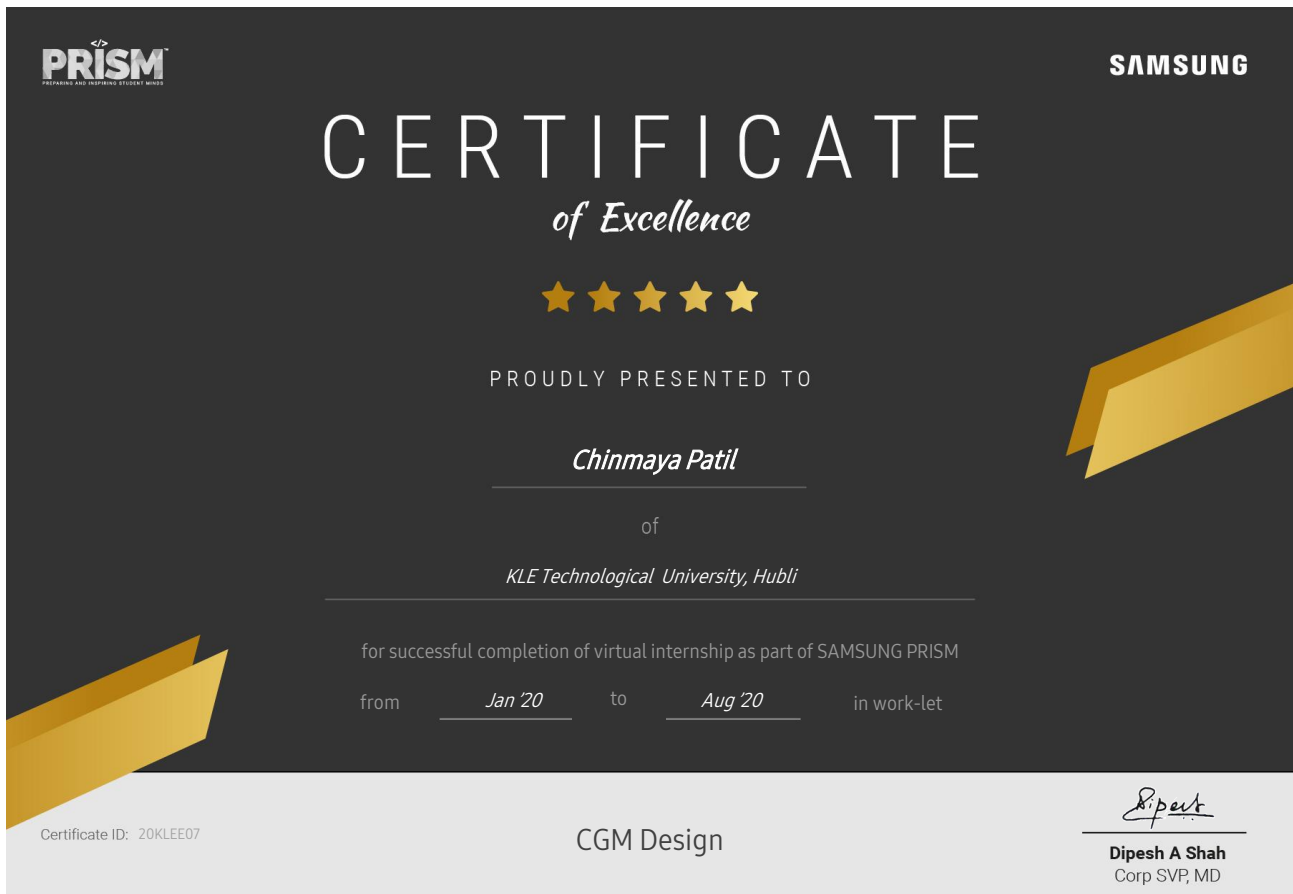 </>
PRISM™
PREPARING AND INSPIRING STUDENT MINDS
SAMSUNG
CERTIFICATE
of Excellence
PROUDLY PRESENTED TO
Chinmaya Patil
of
KLE Technological University, Hubli
for successful completion of virtual internship as part of SAMSUNG PRISM
from Jan '20 to Aug '20 in work-let
Certificate ID: 20KLEE07
CGM Design
Dipesh
Dipesh A Shah
Corp SVP, MD